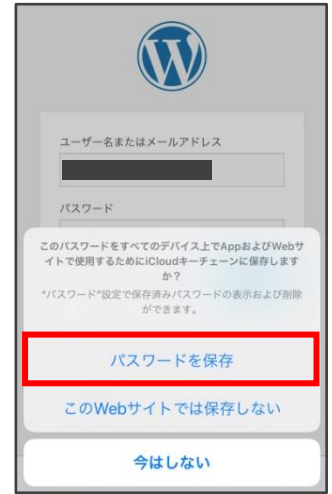 ユーザー名またはメールアドレス
パスワード
このパスワードをすべてのデバイス上でAppおよびWebサ
イトで使用するためにiCloudキーチェーンに保存します
か？
"パスワード"設定で保存済みパスワードの表示および削除
ができます。
パスワードを保存
このWebサイトでは保存しない
今はしない